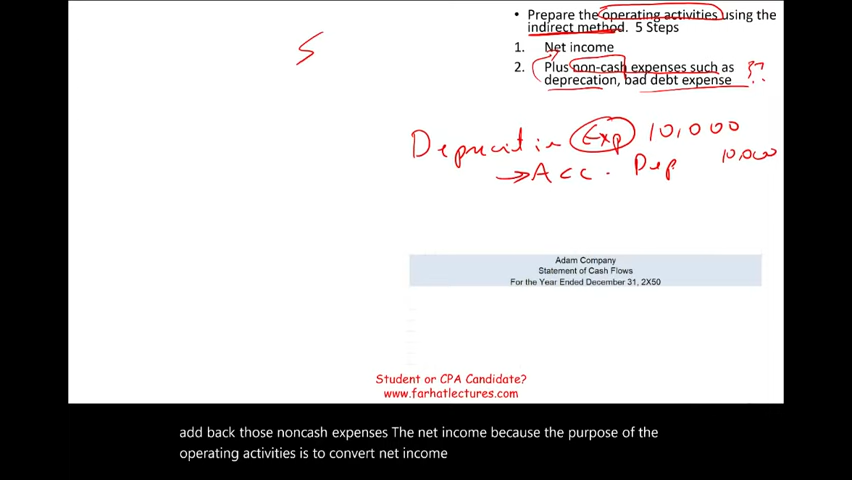 • Prepare the operating activities using the
indirect method. 5 Steps
1. Net income
2. Plus non-cash expenses such as
deprecation, bad debt expense ??
5
Depreciation Exp 10,000
→ Acc. Dep 10,000
Adam Company
Statement of Cash Flows
For the Year Ended December 31, 2X50
Student or CPA Candidate?
www.farhatlectures.com
add back those noncash expenses The net income because the purpose of the
operating activities is to convert net income